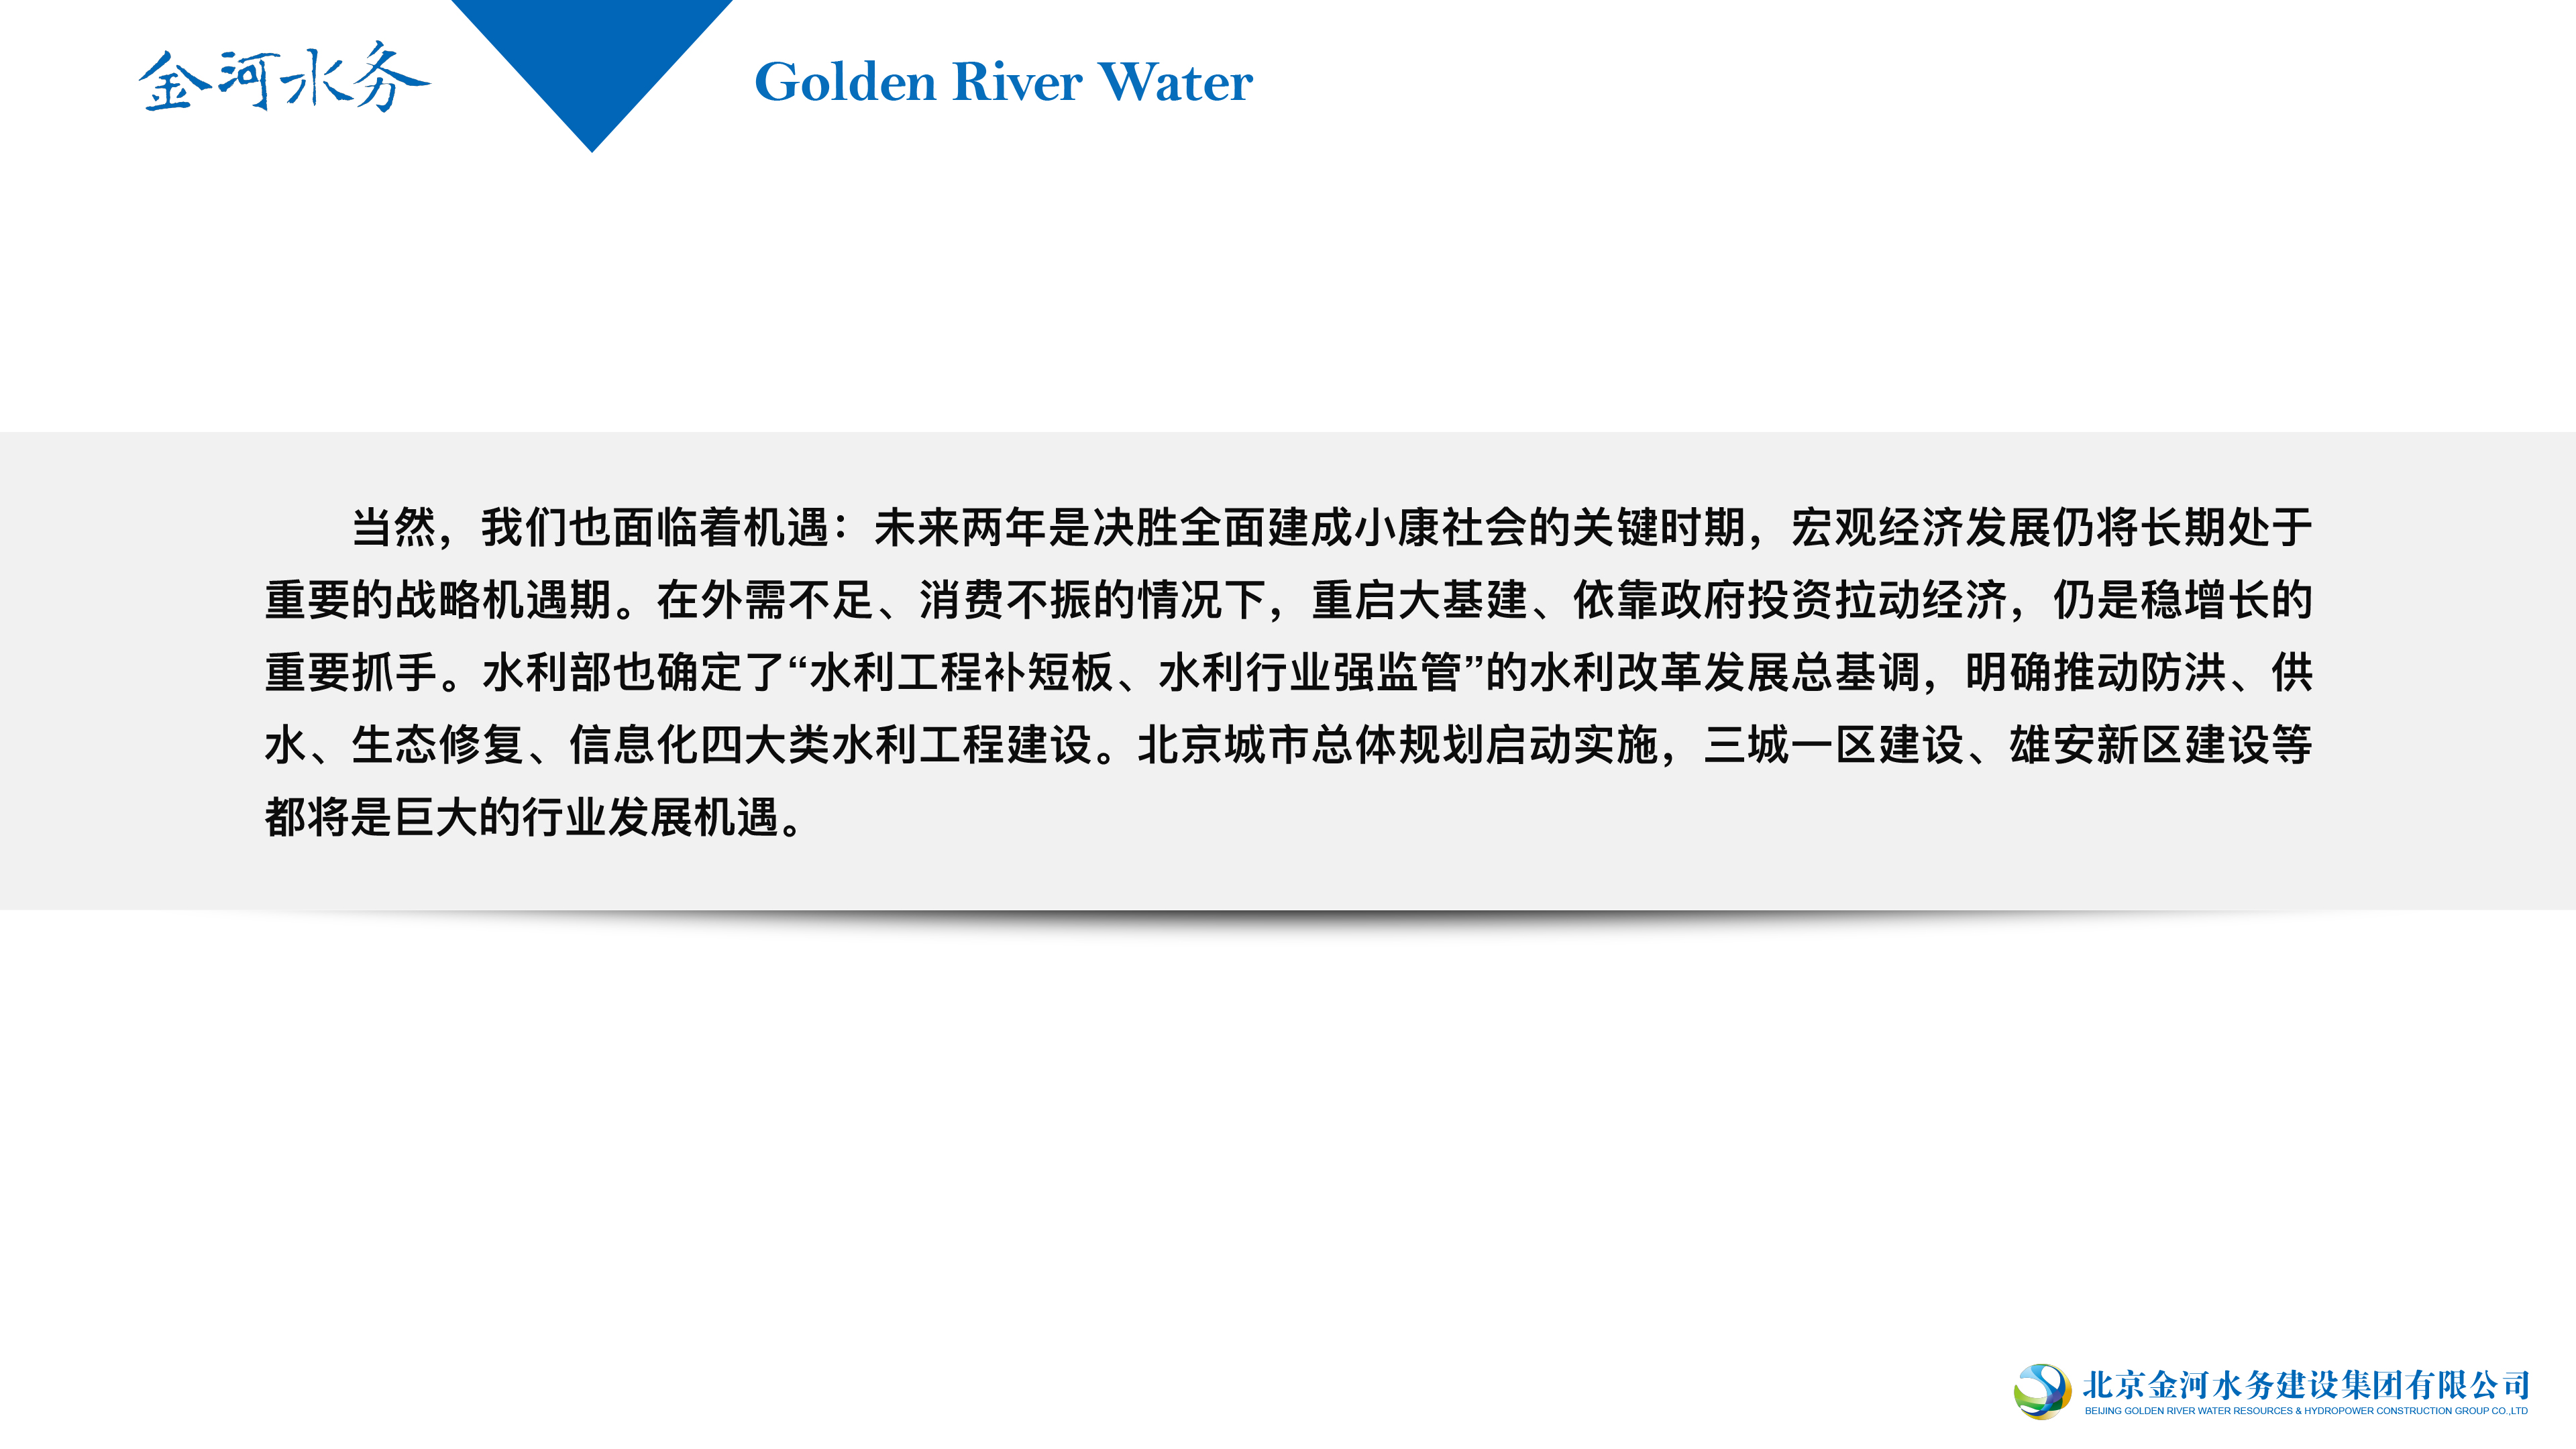 金河水务
Golden River Water
当然，我们也面临着机遇：未来两年是决胜全面建成小康社会的关键时期，宏观经济发展仍将长期处于
重要的战略机遇期。在外需不足、消费不振的情况下，重启大基建、依靠政府投资拉动经济，仍是稳增长的
重要抓手。水利部也确定了“水利工程补短板、水利行业强监管”的水利改革发展总基调，明确推动防洪、供
水、生态修复、信息化四大类水利工程建设。北京城市总体规划启动实施，三城一区建设、雄安新区建设等
都将是巨大的行业发展机遇。
北京金河水务建设集团有限公司
BEIJING GOLDEN RIVER WATER RESOURCES & HYDROPOWER CONSTRUCTION GROUP CO.,LTD